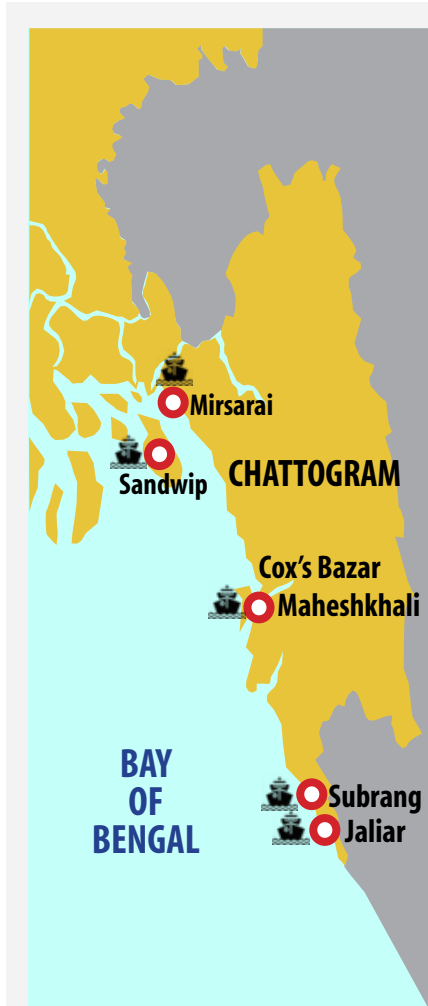 Mirsarai
Sandwip
CHATTOGRAM
Cox's Bazar
Maheshkhali
BAY
OF
BENGAL
Subrang
Jaliar